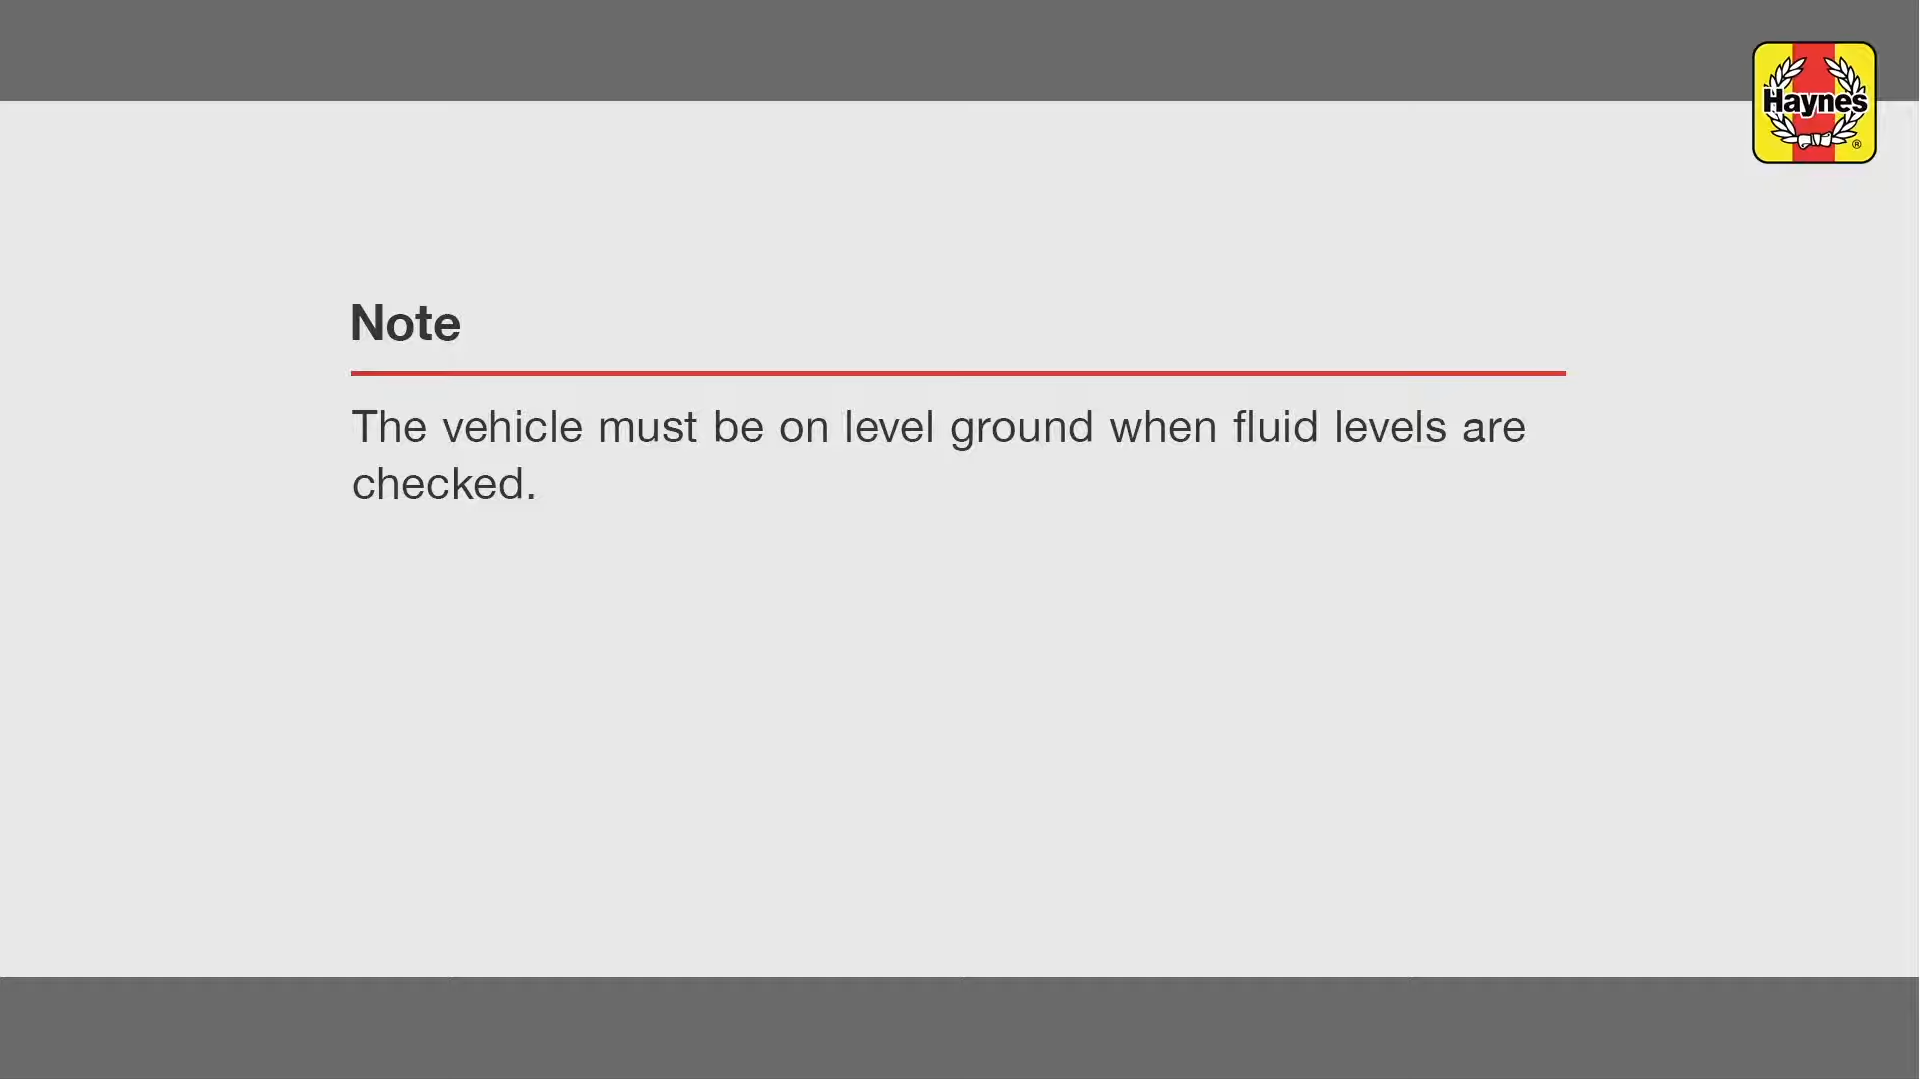 Haynes
®
Note
The vehicle must be on level ground when fluid levels are
checked.